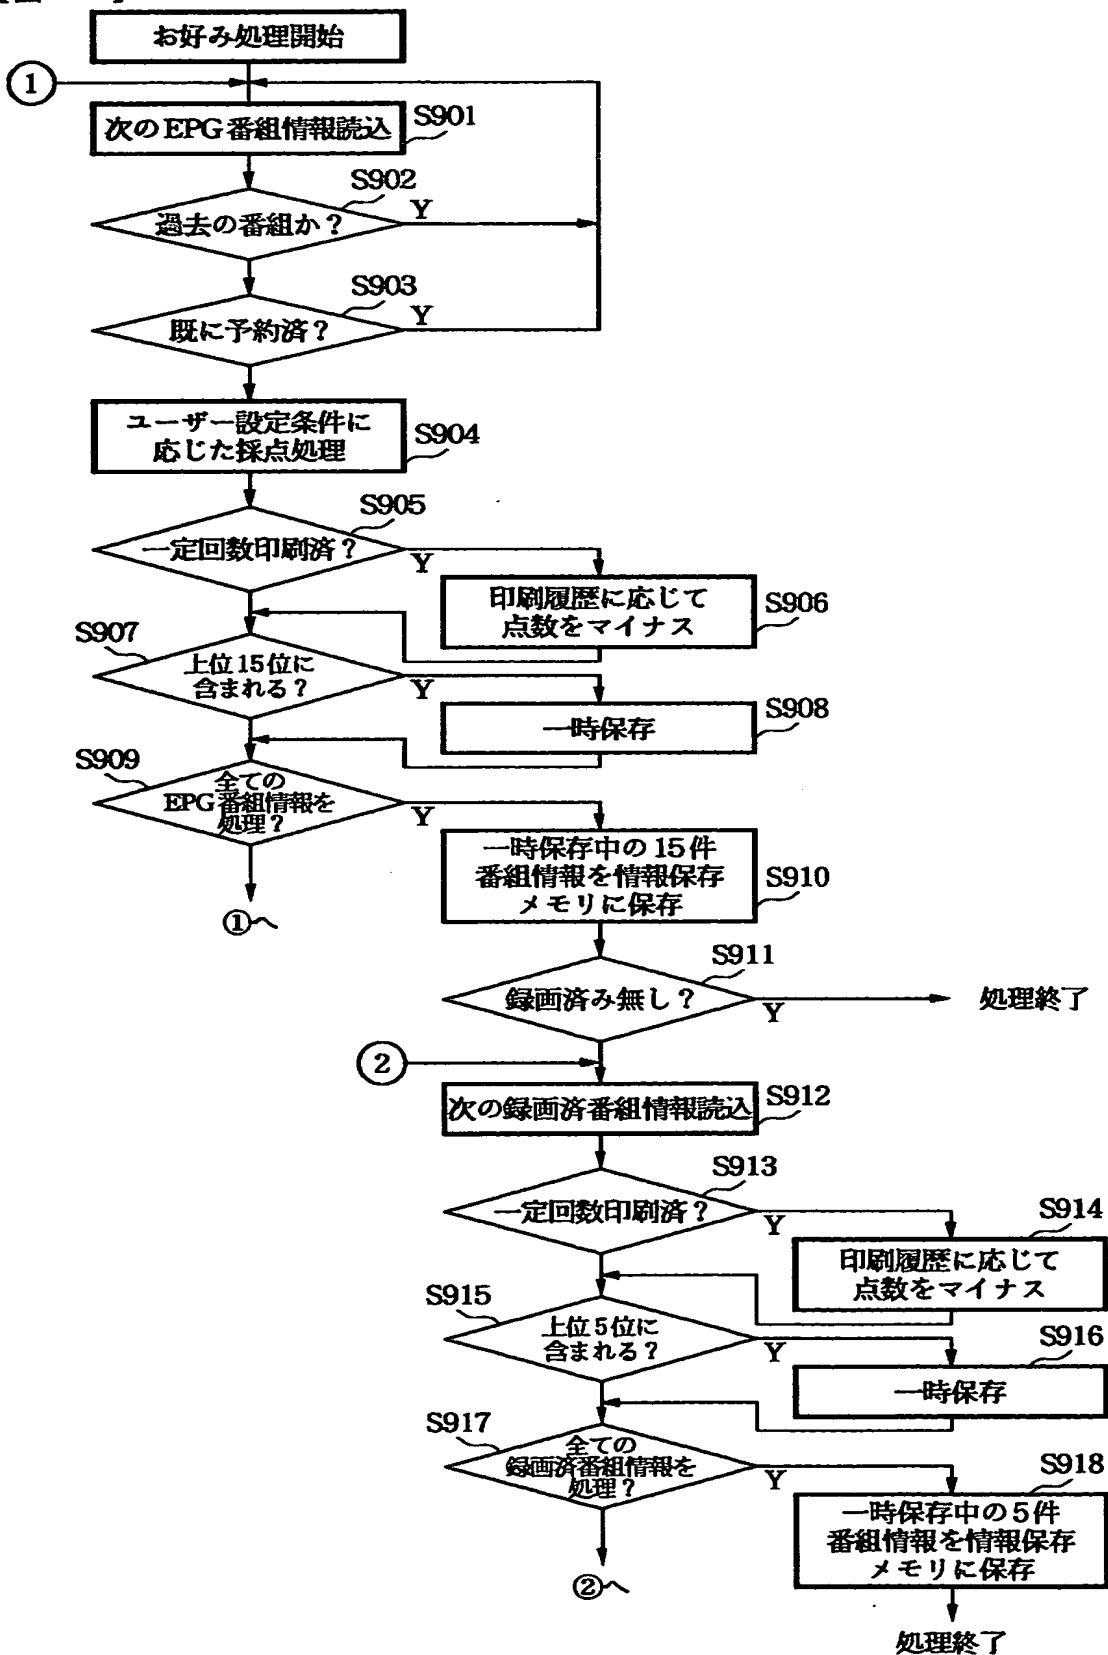 お好み処理開始
①
次のEPG番組情報読込
S901
S902
過去の番組か？
Y
S903
既に予約済？
Y
ユーザー設定条件に
応じた採点処理
S904
S905
一定回数印刷済？
Y
印刷履歴に応じて
点数をマイナス
S906
S907
上位15位に
含まれる？
Y
一時保存
S908
S909
全ての
EPG番組情報を
処理？
Y
①へ
一時保存中の15件
番組情報を情報保存
メモリに保存
S910
S911
録画済み無し？
Y
処理終了
②
次の録画済番組情報読込
S912
S913
一定回数印刷済？
Y
S914
印刷履歴に応じて
点数をマイナス
S915
上位5位に
含まれる？
Y
S916
一時保存
S917
全ての
録画済番組情報を
処理？
Y
②へ
S918
一時保存中の5件
番組情報を情報保存
メモリに保存
処理終了